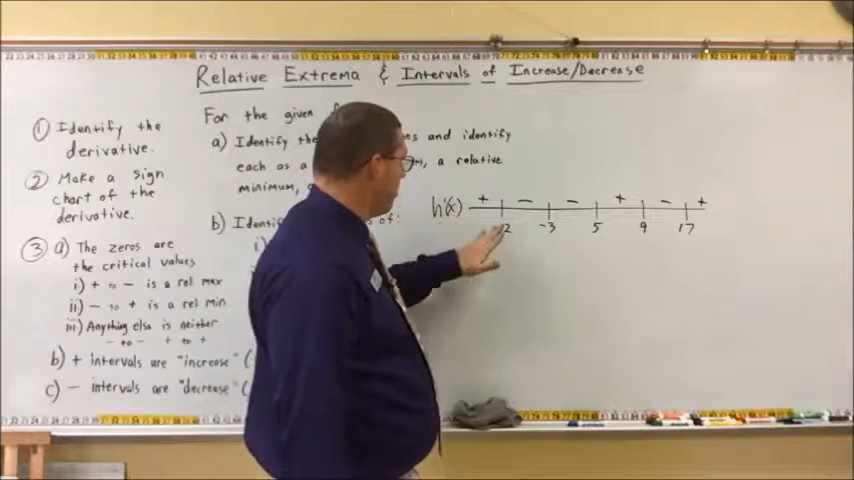 Relative Extrema & Intervals of Increase/Decrease
① Identify the
derivative.
② Make a sign
chart of the
derivative.
③ a) The zeros are
the critical values
i) + to - is a rel max
ii) - to + is a rel min
iii) Anything else is neither
- to - + to +
b) + intervals are "increase"
c) - intervals are "decrease"
For the given
a) Identify and identify
each as a a relative
minimum,
b) of:
i)
h'(x) + - - + - +
2 -3 5 9 17